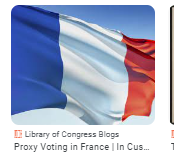 Library of Congress Blogs
Proxy Voting in France | In Cus...